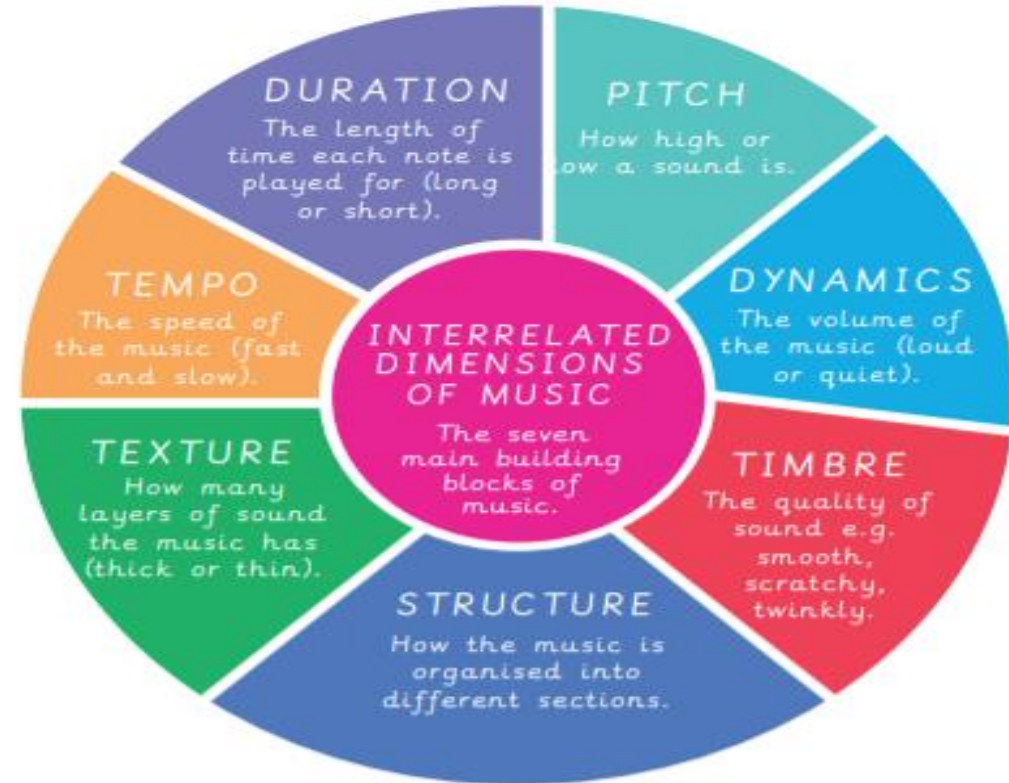 DURATION
The length of
time each note is
played for (long
or short).
PITCH
How high or
ow a sound is.
DYNAMICS
The volume of
the music (loud
or quiet).
TIMBRE
The quality of
sound e.g.
smooth,
scratchy,
twinkly.
STRUCTURE
How the music is
organised into
different sections.
TEXTURE
How many
layers of sound
the music has
(thick or thin).
TEMPO
The speed of
the music (fast
and slow).
INTERRELATED
DIMENSIONS
OF MUSIC
The seven
main building
blocks of
music.